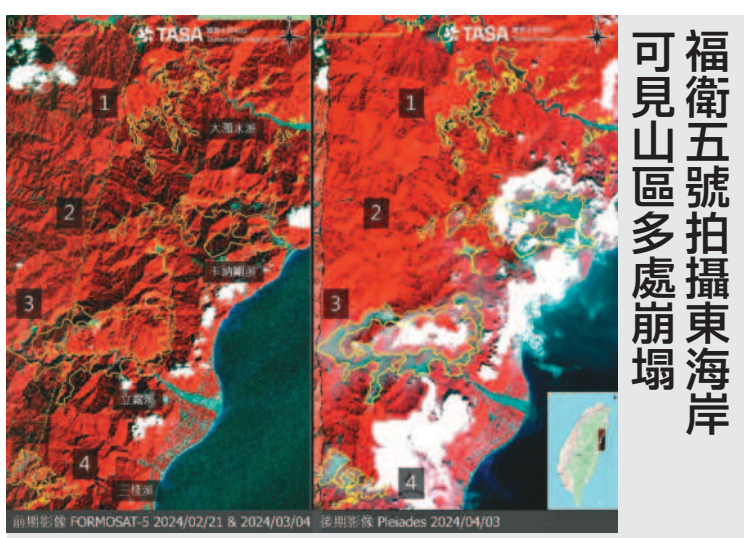 福衛五號拍攝東海岸
可見山區多處崩塌
TASA
1
大濁水溪
2
卡納剛溪
3
立霧溪
4
三棧溪
前期影像 FORMOSAT-5 2024/02/21 & 2024/03/04
TASA
1
2
3
4
後期影像 Pleiades 2024/04/03